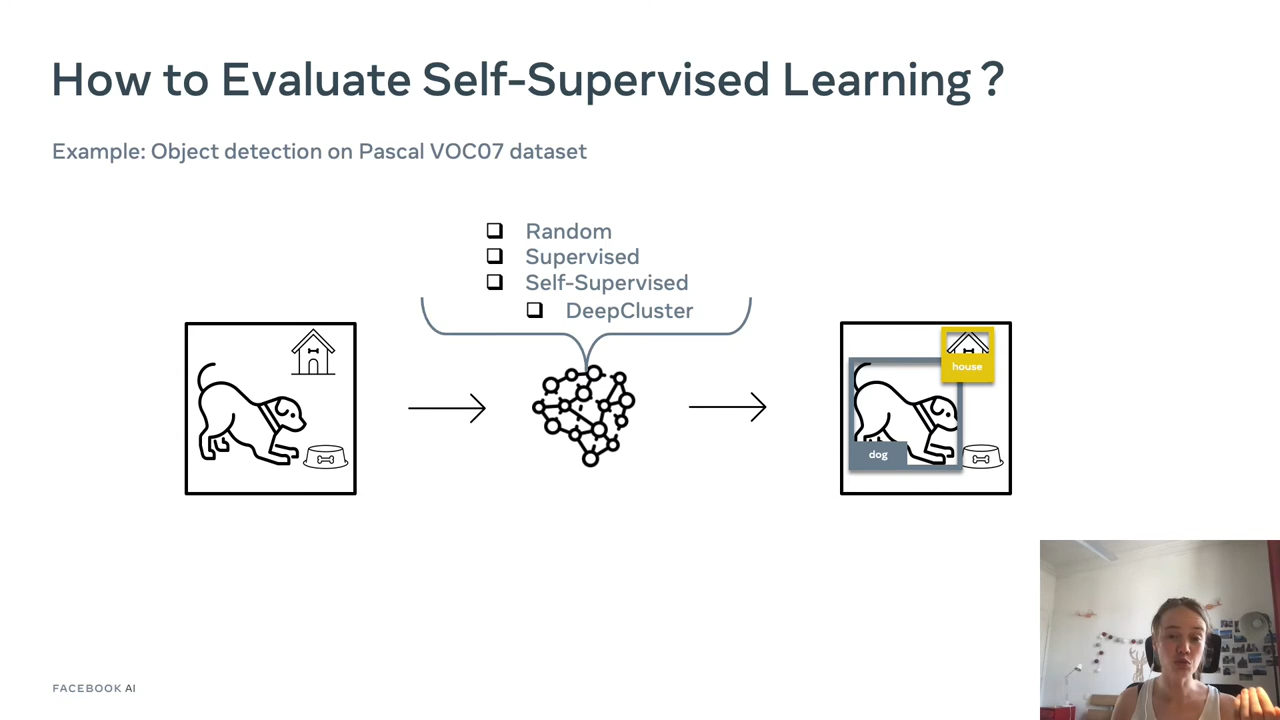 How to Evaluate Self-Supervised Learning ?
Example: Object detection on Pascal VOC07 dataset
Random
Supervised
Self-Supervised
DeepCluster
house
dog
FACEBOOK AI